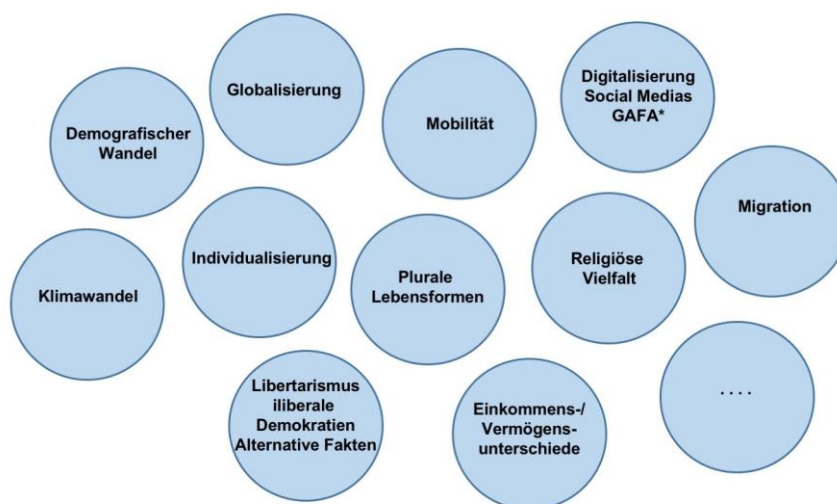 Globalisierung
Digitalisierung
Social Medias
GAFA*
Mobilität
Demografischer
Wandel
Migration
Individualisierung
Religiöse
Vielfalt
Plurale
Lebensformen
Klimawandel
Libertarismus
iliberale
Demokratien
Alternative Fakten
Einkommens-/
Vermögens-
unterschiede
. . . .